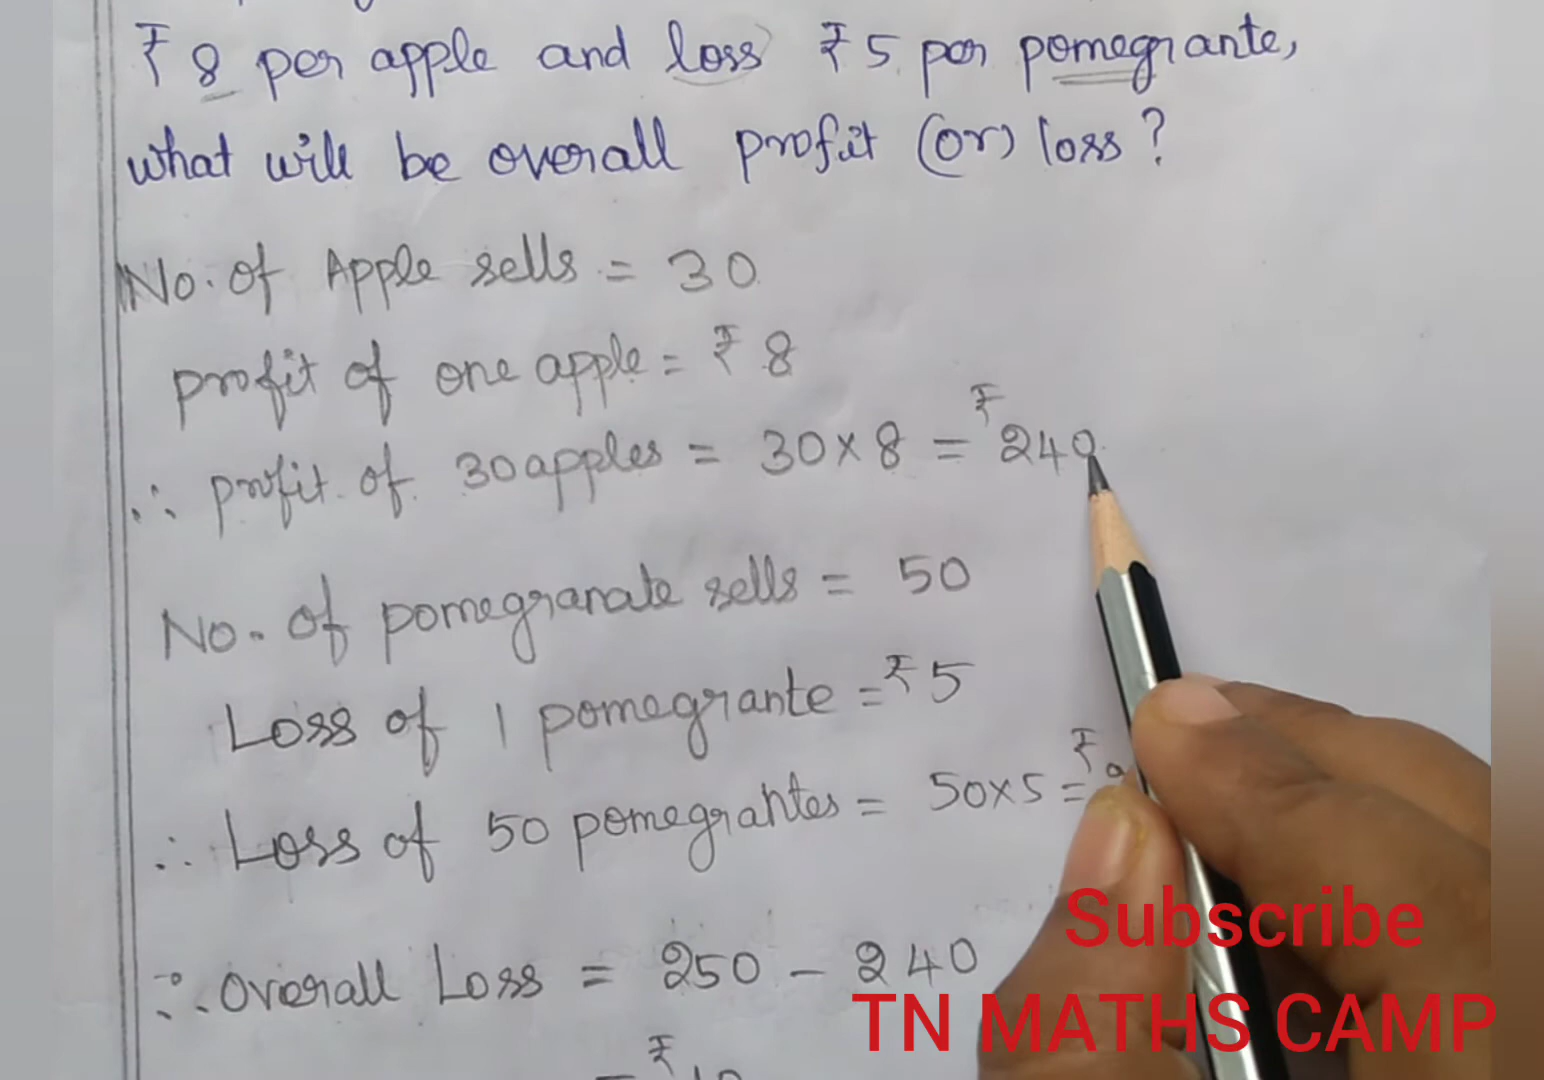 ₹ 8 per apple and loss ₹ 5 per pomegrante,
what will be overall profit (or) loss ?
No. of Apple sells = 30
profit of one apple = ₹ 8
∴ profit of 30 apples = 30 × 8 = ₹ 240
No. of pomegranate sells = 50
Loss of 1 pomegrante = ₹ 5
∴ Loss of 50 pomegrantes = 50×5 = ₹
∴ Overall Loss = 250 – 240
= ₹ 10
Subscribe
TN MATHS CAMP